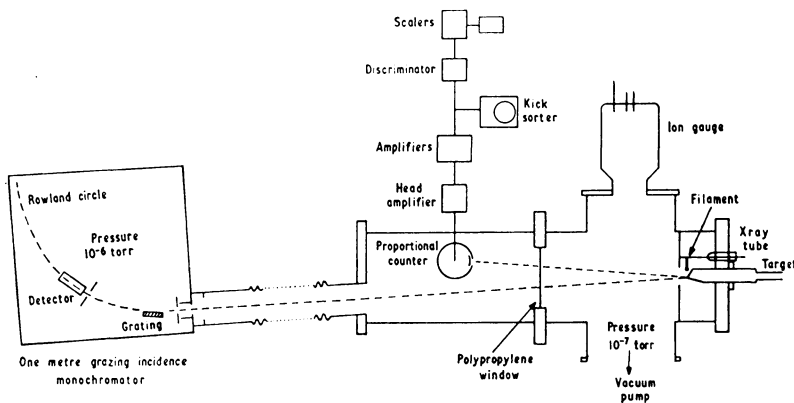 Scalers
Discriminator
Kick
sorter
Amplifiers
Head
amplifier
Proportional
counter
Ion gauge
Filament
Xray
tube
Target
Rowland circle
Pressure
10⁻⁶ torr
Detector
Grating
One metre grazing incidence
monochromator
Polypropylene
window
Pressure
10⁻⁷ torr
Vacuum
pump